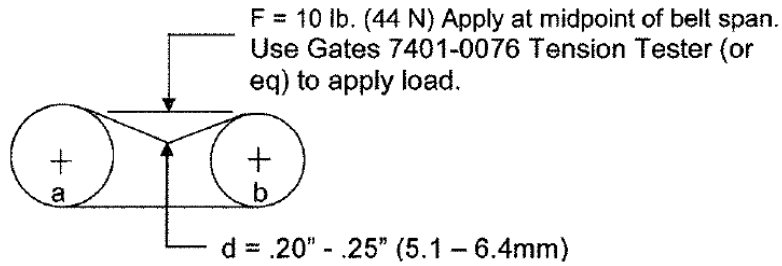 F = 10 lb. (44 N) Apply at midpoint of belt span.
Use Gates 7401-0076 Tension Tester (or
eq) to apply load.
a
b
d = .20" - .25" (5.1 – 6.4mm)